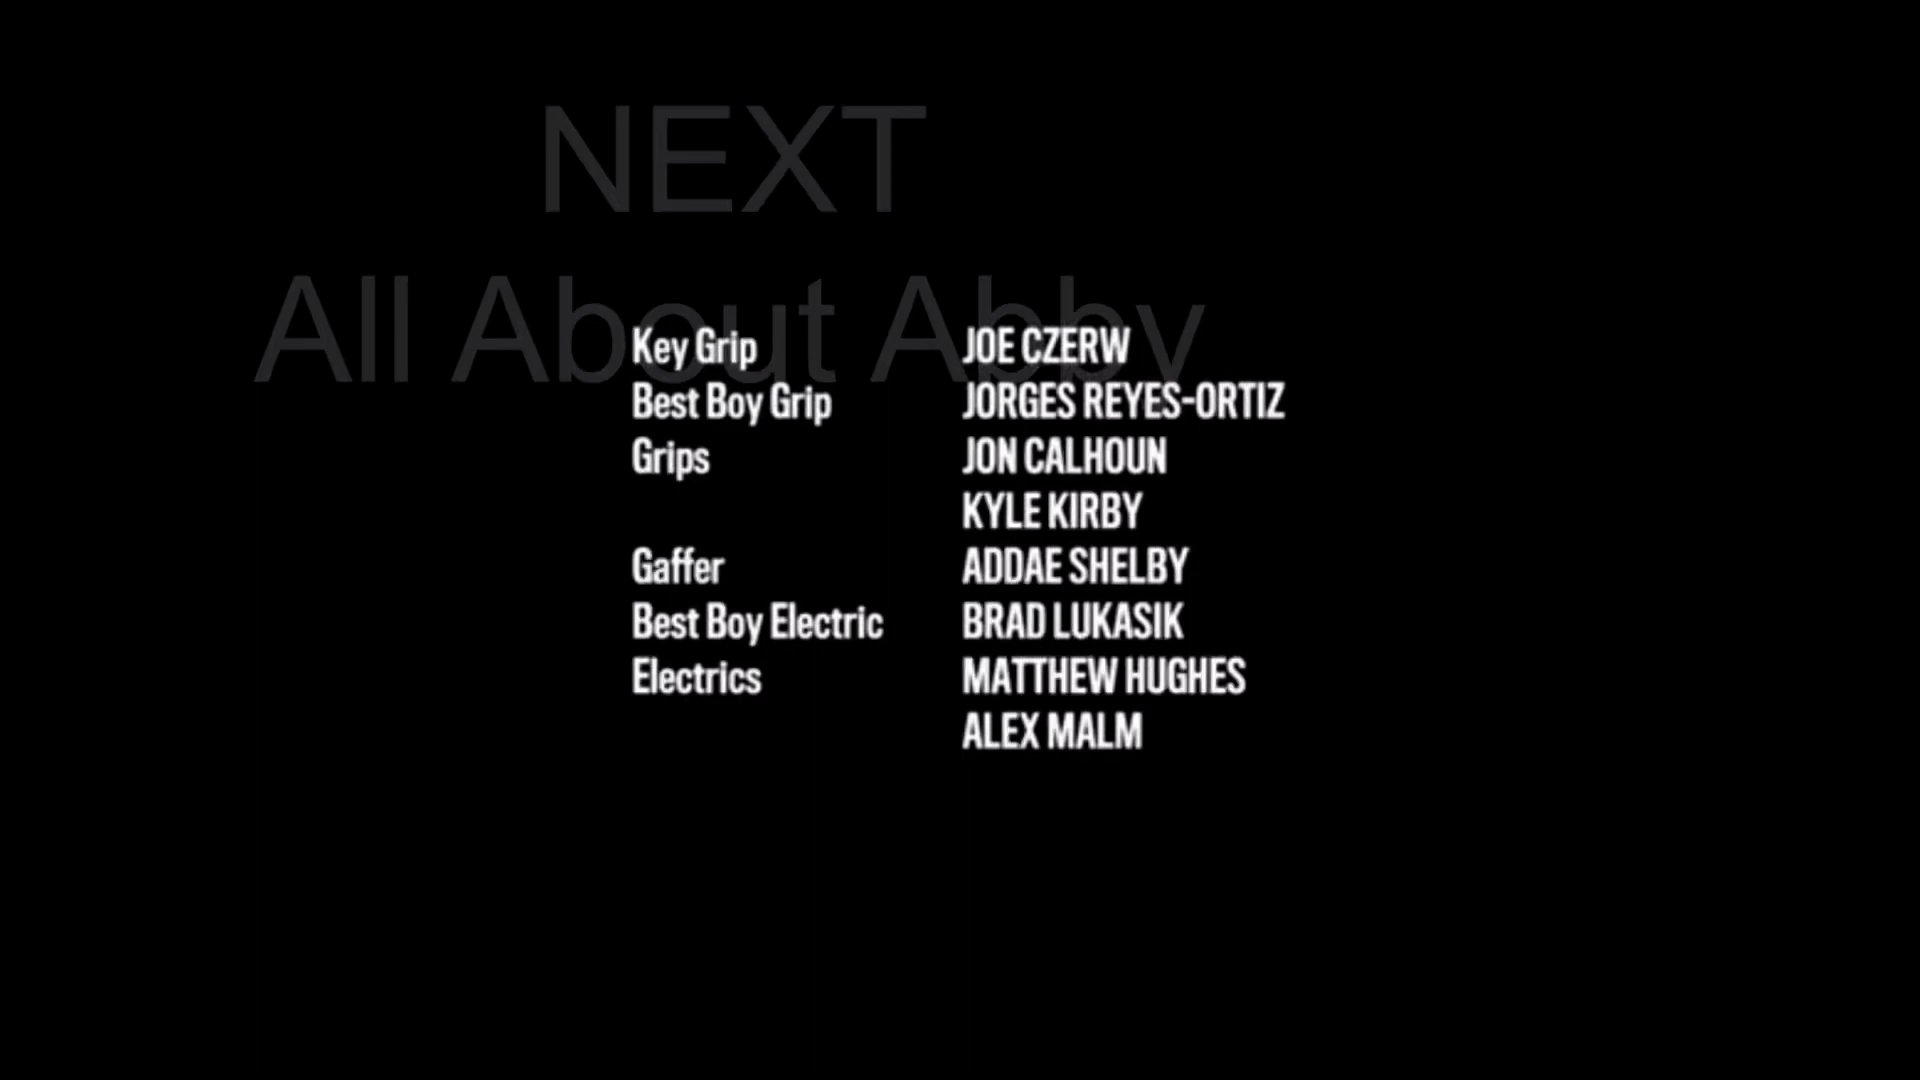 NEXT
All About Abby
Key Grip JOE CZERW
Best Boy Grip JORGES REYES-ORTIZ
Grips JON CALHOUN
KYLE KIRBY
Gaffer ADDAE SHELBY
Best Boy Electric BRAD LUKASIK
Electrics MATTHEW HUGHES
ALEX MALM